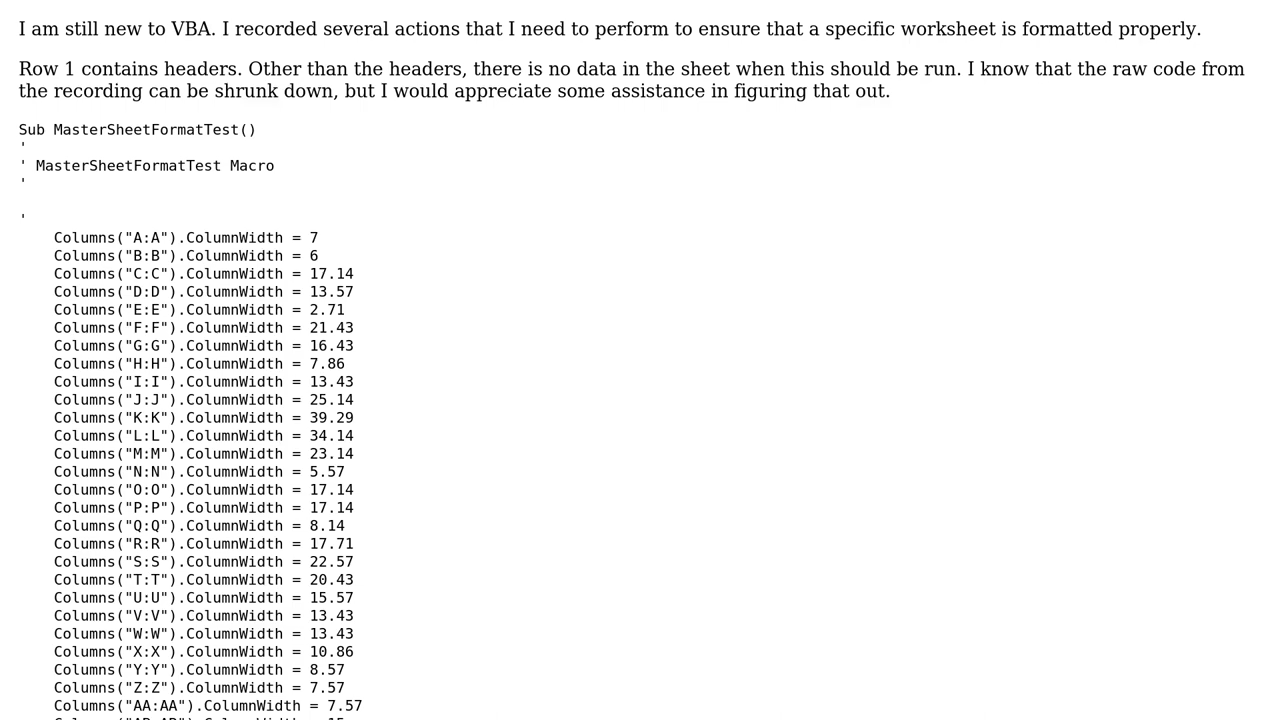 I am still new to VBA. I recorded several actions that I need to perform to ensure that a specific worksheet is formatted properly.
Row 1 contains headers. Other than the headers, there is no data in the sheet when this should be run. I know that the raw code from
the recording can be shrunk down, but I would appreciate some assistance in figuring that out.
Sub MasterSheetFormatTest()
'
' MasterSheetFormatTest Macro
'
'
Columns("A:A").ColumnWidth = 7
Columns("B:B").ColumnWidth = 6
Columns("C:C").ColumnWidth = 17.14
Columns("D:D").ColumnWidth = 13.57
Columns("E:E").ColumnWidth = 2.71
Columns("F:F").ColumnWidth = 21.43
Columns("G:G").ColumnWidth = 16.43
Columns("H:H").ColumnWidth = 7.86
Columns("I:I").ColumnWidth = 13.43
Columns("J:J").ColumnWidth = 25.14
Columns("K:K").ColumnWidth = 39.29
Columns("L:L").ColumnWidth = 34.14
Columns("M:M").ColumnWidth = 23.14
Columns("N:N").ColumnWidth = 5.57
Columns("O:O").ColumnWidth = 17.14
Columns("P:P").ColumnWidth = 17.14
Columns("Q:Q").ColumnWidth = 8.14
Columns("R:R").ColumnWidth = 17.71
Columns("S:S").ColumnWidth = 22.57
Columns("T:T").ColumnWidth = 20.43
Columns("U:U").ColumnWidth = 15.57
Columns("V:V").ColumnWidth = 13.43
Columns("W:W").ColumnWidth = 13.43
Columns("X:X").ColumnWidth = 10.86
Columns("Y:Y").ColumnWidth = 8.57
Columns("Z:Z").ColumnWidth = 7.57
Columns("AA:AA").ColumnWidth = 7.57